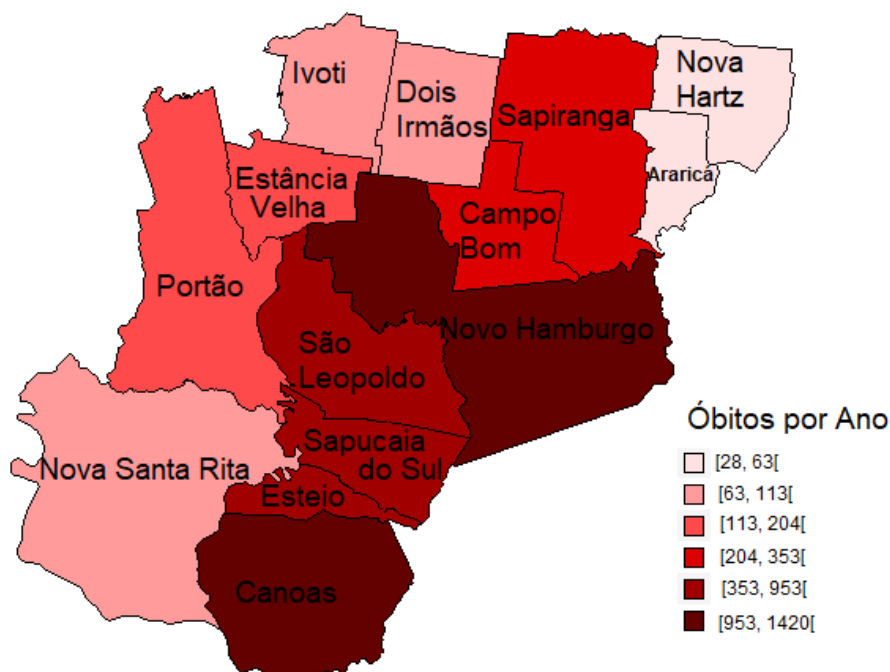 Ivoti
Dois
Irmãos
Nova
Hartz
Sapiranga
Araricá
Estância
Velha
Campo
Bom
Portão
Novo Hamburgo
São
Leopoldo
Sapucaia
do Sul
Nova Santa Rita
Esteio
Canoas
Óbitos por Ano
[28, 63[
[63, 113[
[113, 204[
[204, 353[
[353, 953[
[953, 1420[